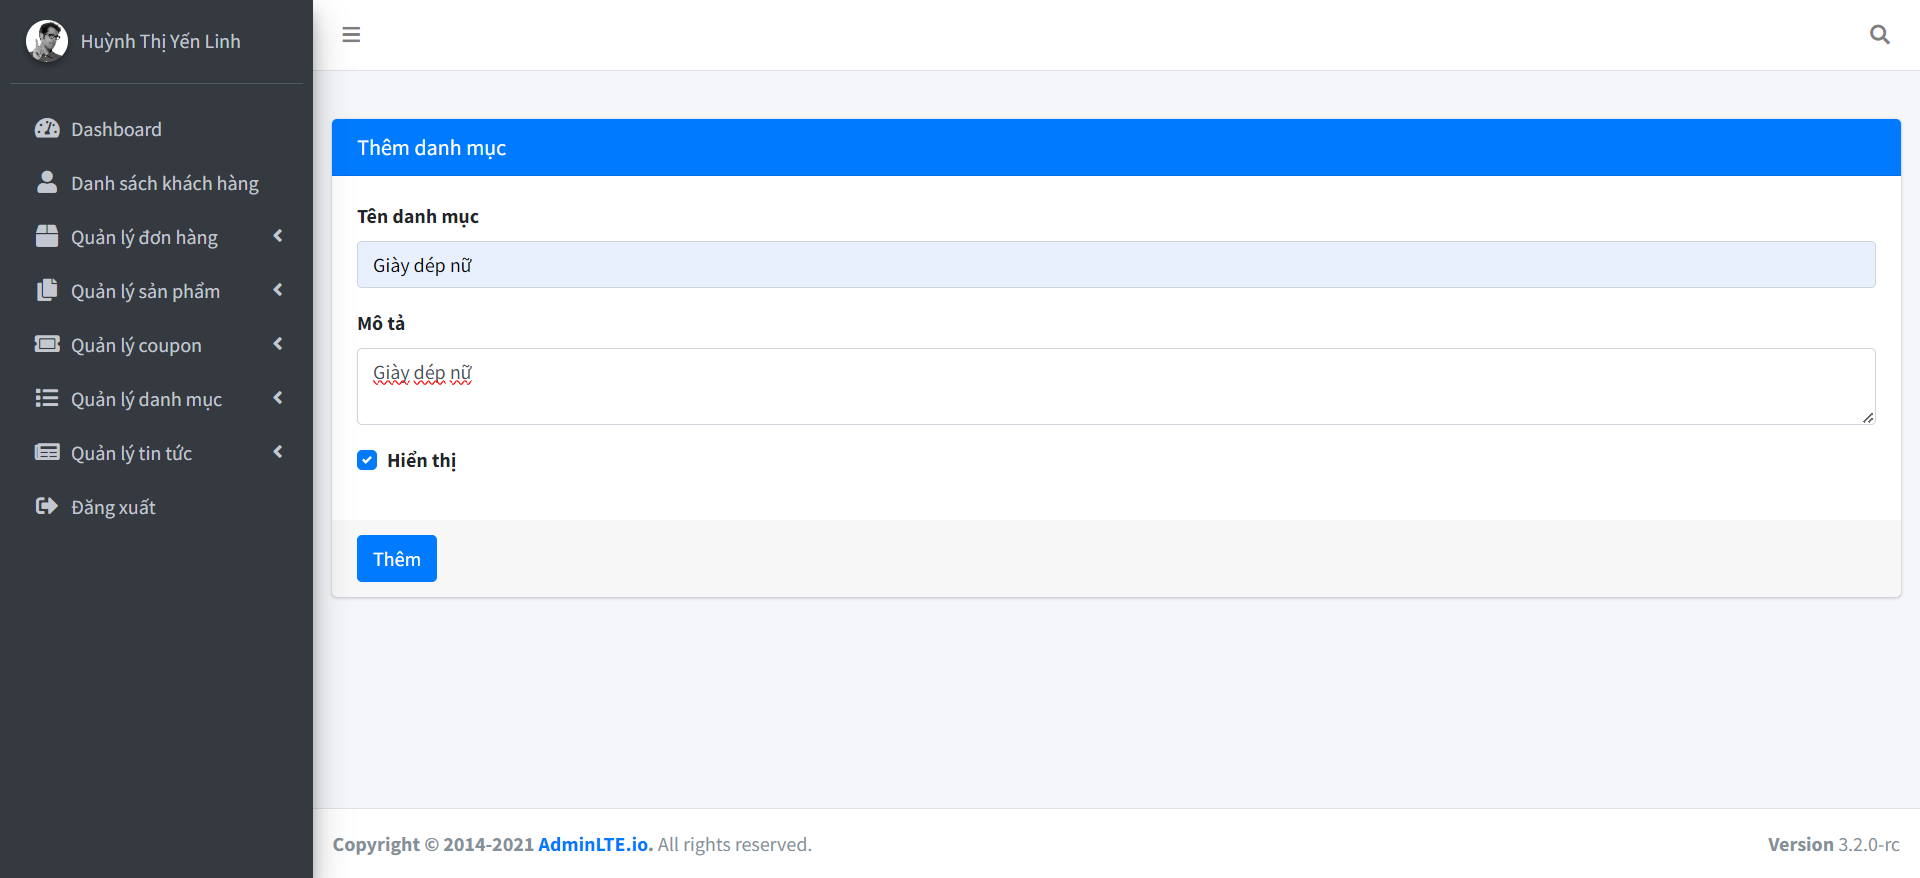 Huỳnh Thị Yến Linh
Dashboard
Danh sách khách hàng
Quản lý đơn hàng
Quản lý sản phẩm
Quản lý coupon
Quản lý danh mục
Quản lý tin tức
Đăng xuất
Thêm danh mục
Tên danh mục
Giày dép nữ
Mô tả
Giày dép nữ
Hiển thị
Thêm
Copyright © 2014-2021 AdminLTE.io. All rights reserved.
Version 3.2.0-rc